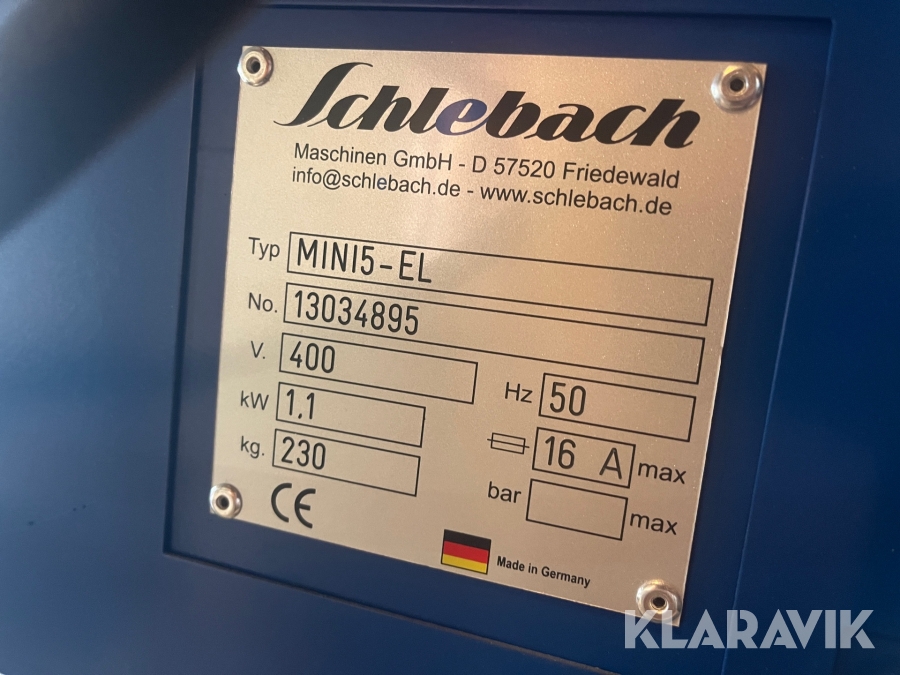 Schlebach
Maschinen GmbH - D 57520 Friedewald
info@schlebach.de - www.schlebach.de
Typ MINI5-EL
No. 13034895
V. 400
Hz 50
kW 1.1
16 A max
kg. 230
bar max
CE
Made in Germany
KLARAVIK